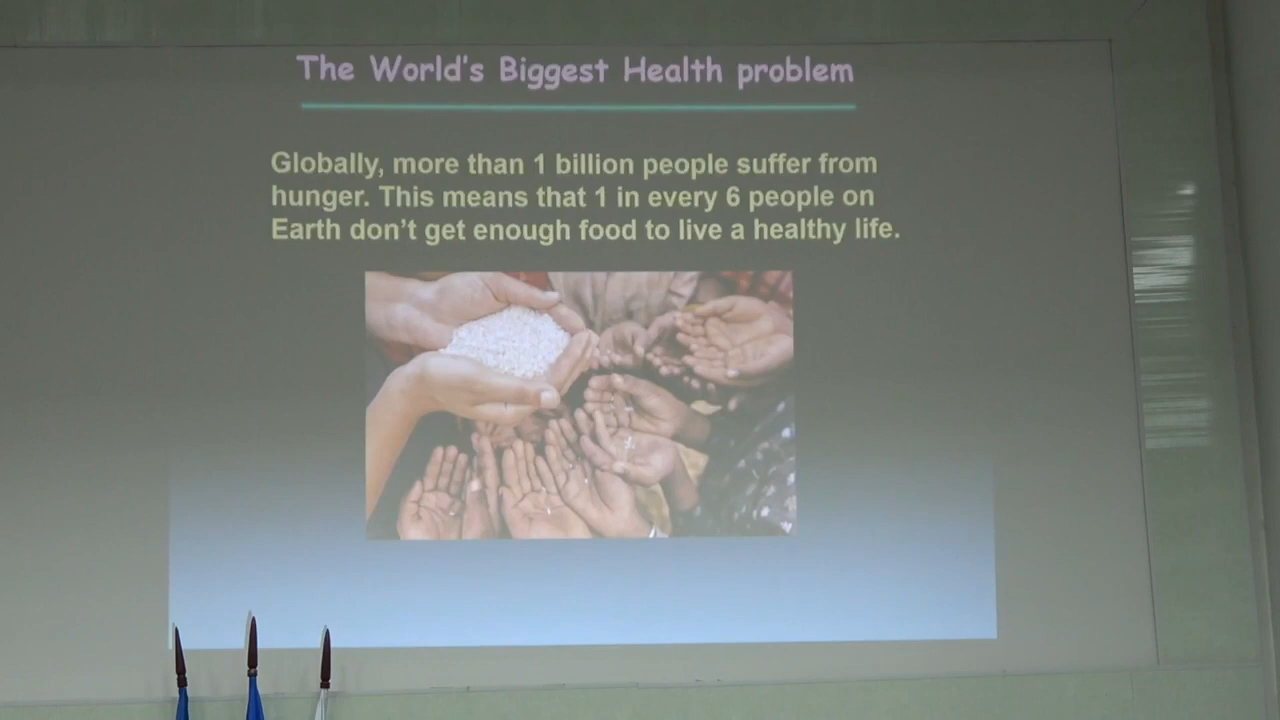 The World's Biggest Health problem
Globally, more than 1 billion people suffer from
hunger. This means that 1 in every 6 people on
Earth don't get enough food to live a healthy life.